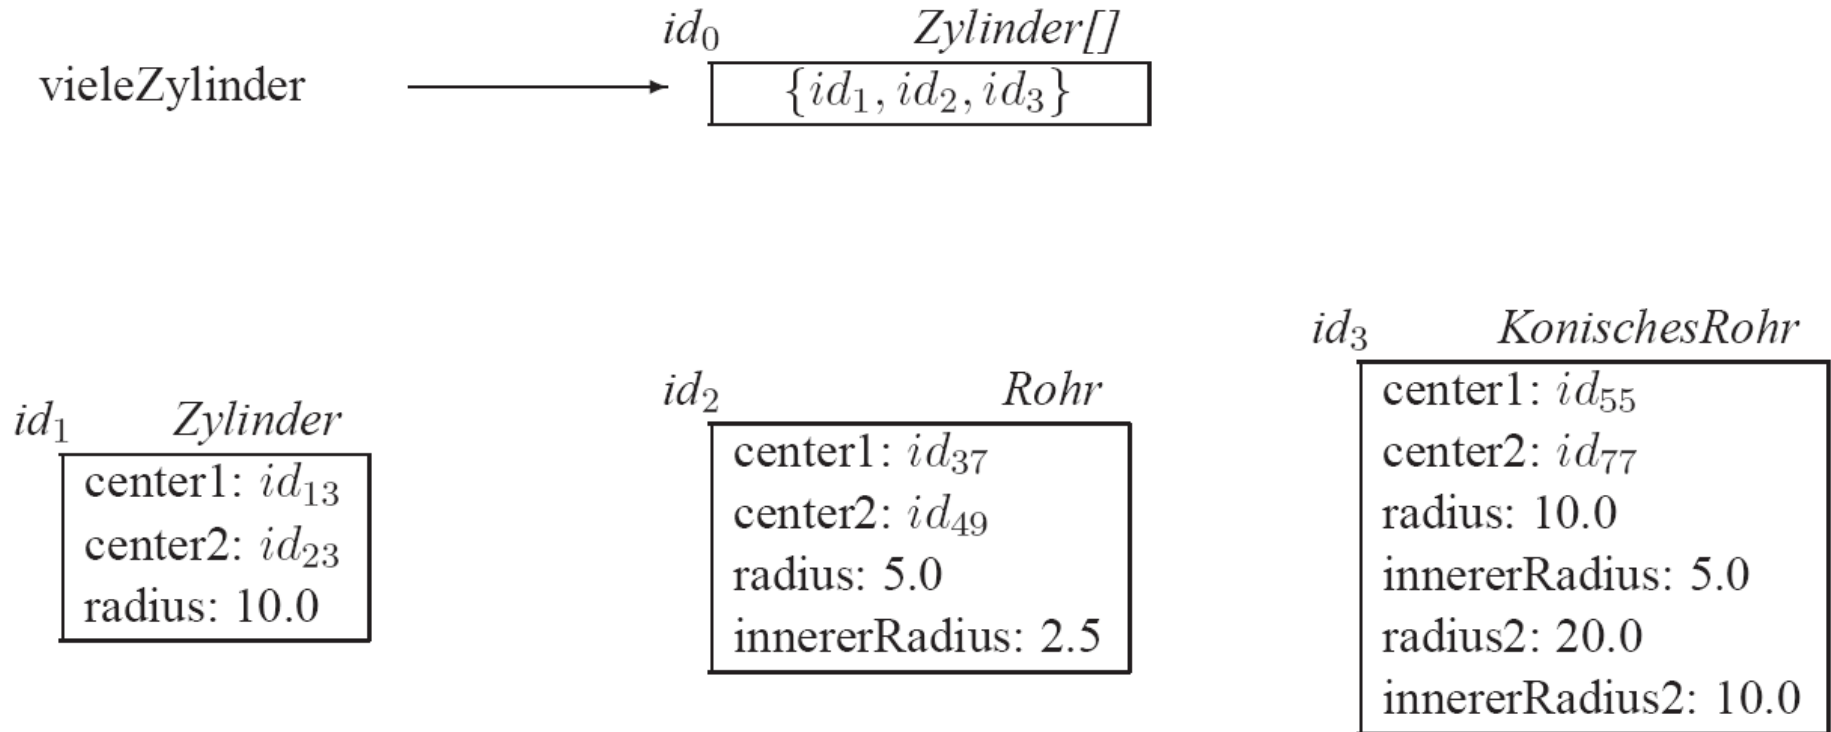 id₀ Zylinder[]
vieleZylinder
{id₁, id₂, id₃}
id₁ Zylinder
center1: id₁₃
center2: id₂₃
radius: 10.0
id₂ Rohr
center1: id₃₇
center2: id₄₉
radius: 5.0
innererRadius: 2.5
id₃ KonischesRohr
center1: id₅₅
center2: id₇₇
radius: 10.0
innererRadius: 5.0
radius2: 20.0
innererRadius2: 10.0